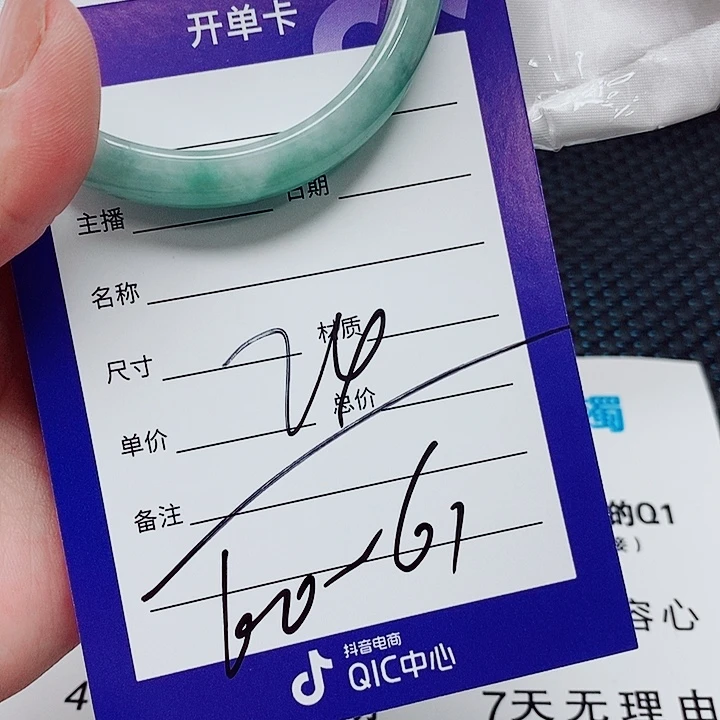 开单卡
主播 日期
名称
尺寸 材质
单价 总价
备注
60-61
抖音电商
QIC中心
的Q1
容心
7天无理由